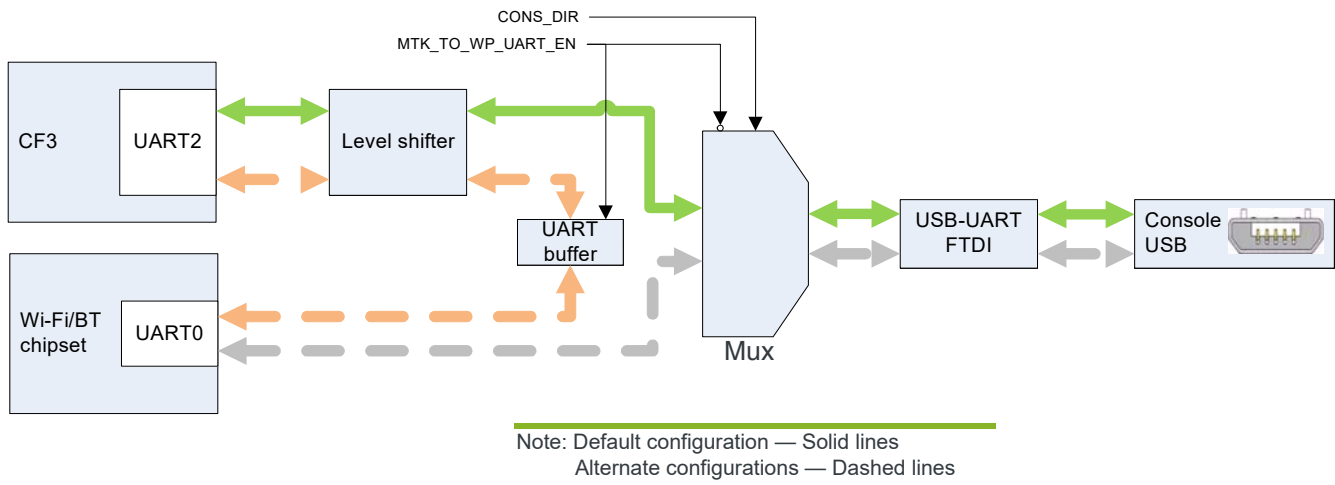 CONS_DIR
MTK_TO_WP_UART_EN
CF3
UART2
Level shifter
UART
buffer
Wi-Fi/BT
chipset
UART0
Mux
USB-UART
FTDI
Console
USB
Note: Default configuration — Solid lines
Alternate configurations — Dashed lines